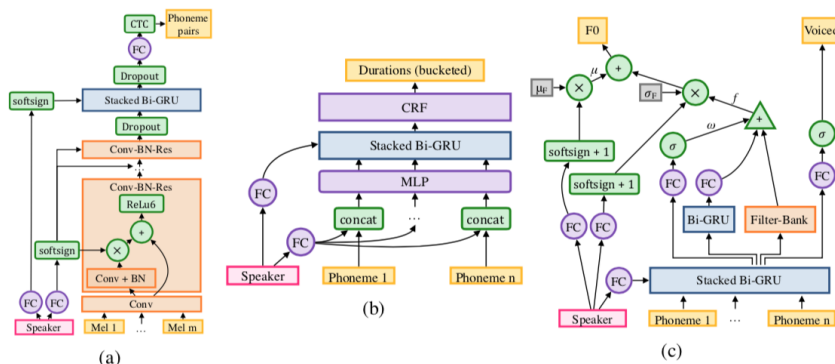 CTC
Phoneme pairs
FC
Dropout
softsign
Stacked Bi-GRU
Dropout
Conv-BN-Res
...
Conv-BN-Res
ReLu6
+
softsign
×
Conv + BN
FC
FC
Conv
Speaker
Mel 1
...
Mel m
(a)
Durations (bucketed)
CRF
Stacked Bi-GRU
FC
MLP
concat
...
concat
FC
Speaker
Phoneme 1
Phoneme n
(b)
F0
Voiced
μ
+
μF
×
σF
×
f
+
ω
softsign + 1
σ
σ
softsign + 1
FC
FC
FC
FC
FC
Bi-GRU
Filter-Bank
FC
Stacked Bi-GRU
Speaker
Phoneme 1
...
Phoneme n
(c)